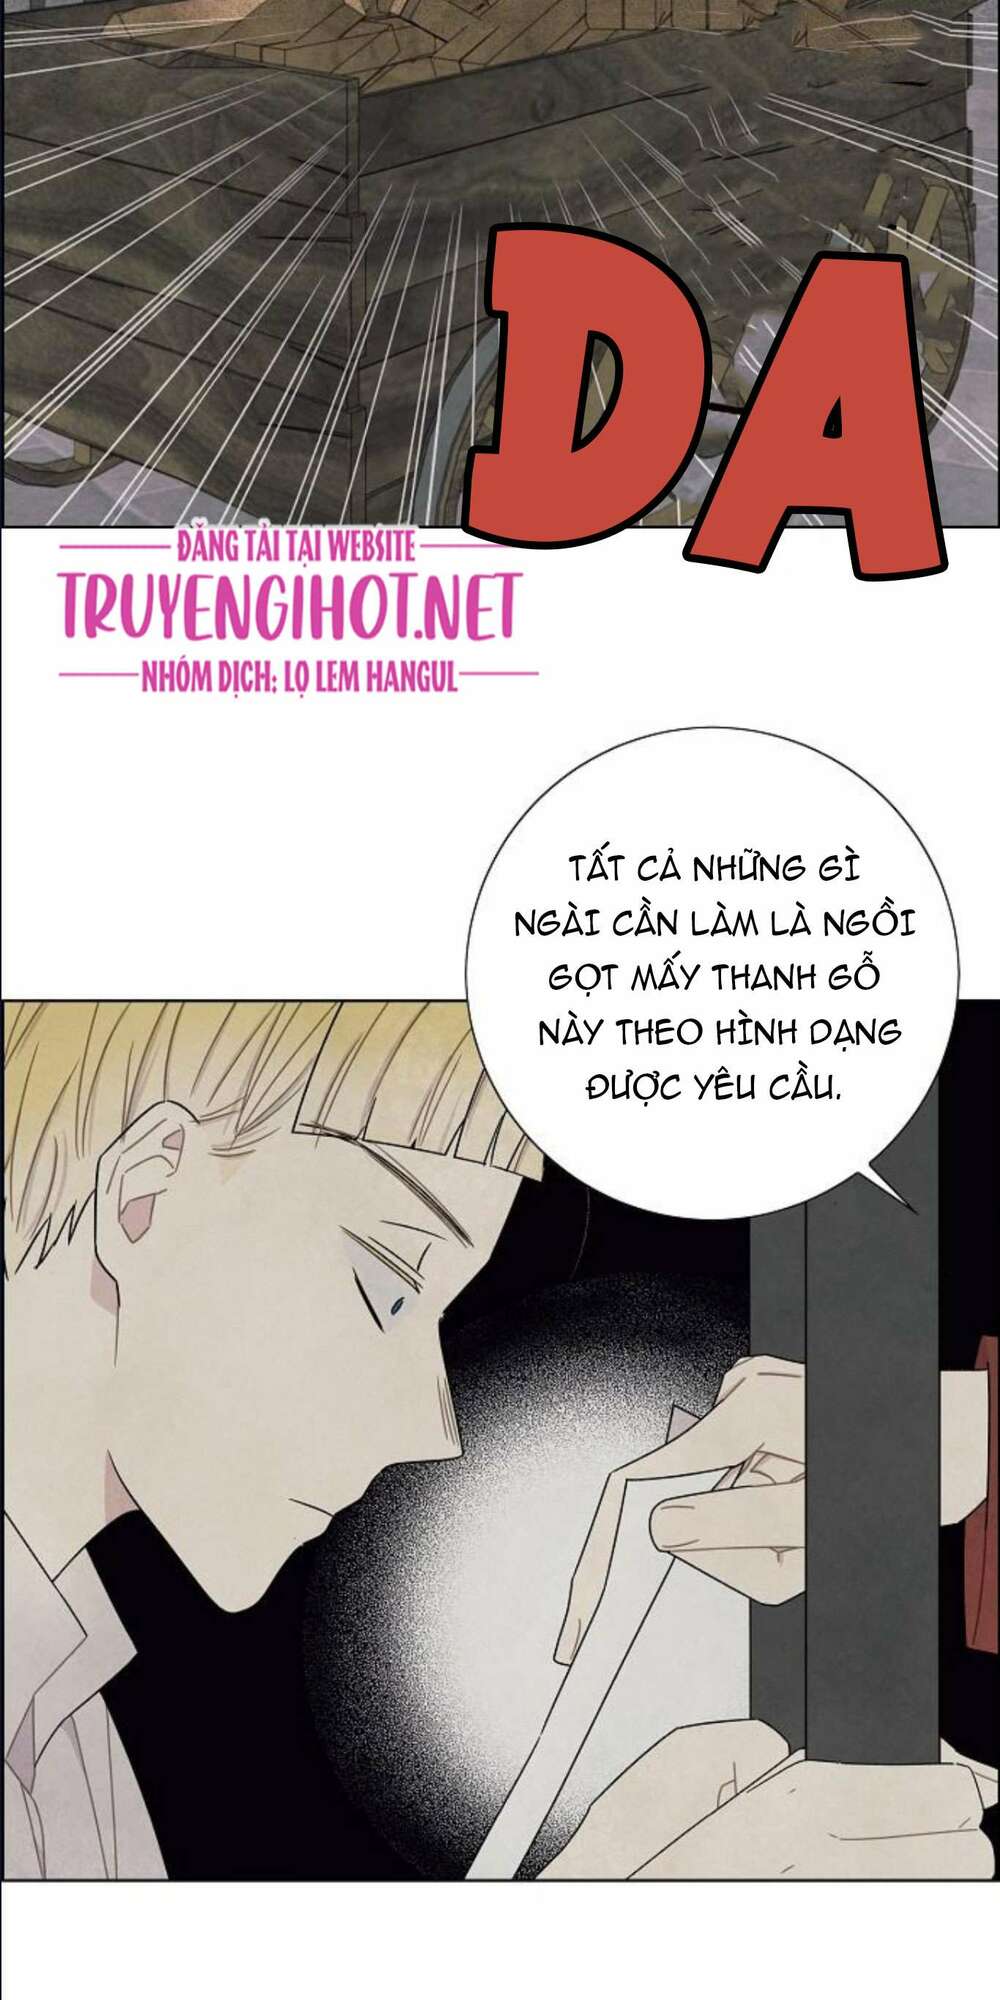 DA
ĐĂNG TẢI TẠI WEBSITE
TRUYENGIHOT.NET
NHÓM DỊCH: LỌ LEM HANGUL
TẤT CẢ NHỮNG GÌ
NGÀI CẦN LÀM LÀ NGỒI
GỌT MẤY THANH GỖ
NÀY THEO HÌNH DẠNG
ĐƯỢC YÊU CẦU.